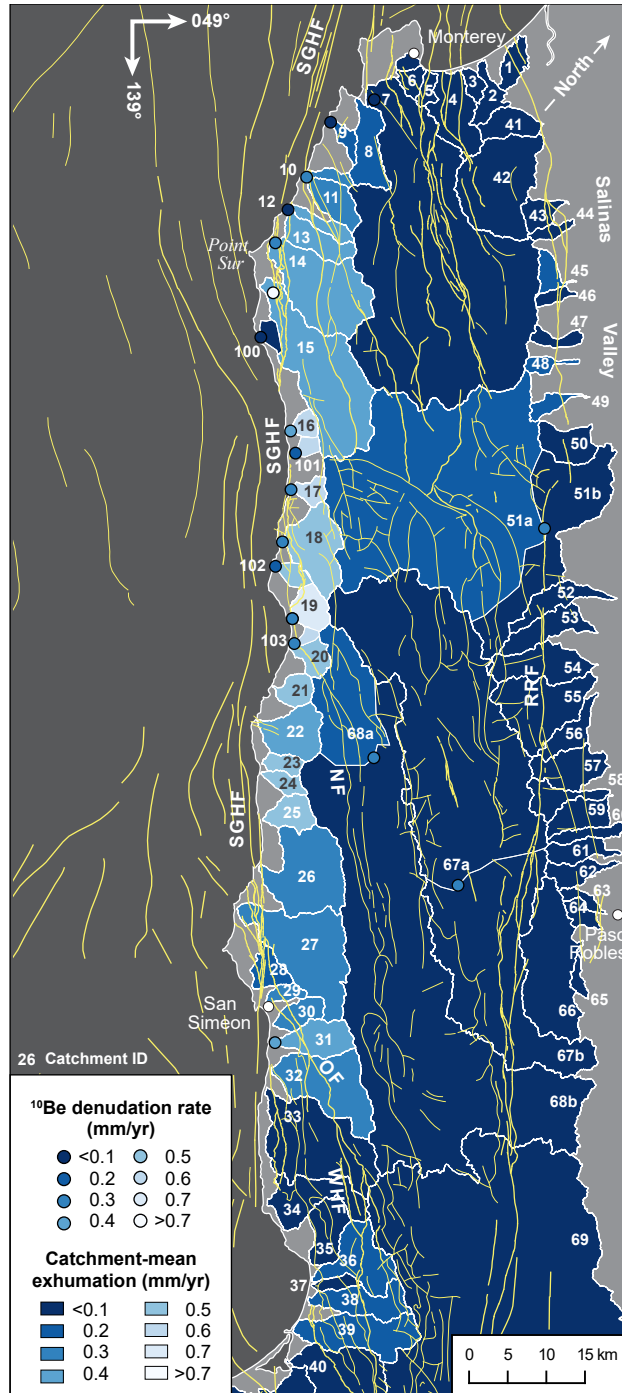 049°
139°
SGHF
Monterey
North
1
2
3
4
5
6
7
8
9
10
11
12
13
14
15
41
42
43
44
45
46
47
48
49
Salinas
Valley
Point
Sur
100
SGHF
16
101
17
18
102
19
103
20
21
22
23
24
25
50
51b
51a
52
53
54
55
56
57
58
59
60
61
62
63
64
65
66
67a
67b
68a
68b
69
RRF
NF
SGHF
Paso
Robles
26
27
28
29
30
31
32
33
34
35
36
37
38
39
40
San
Simeon
OF
WHF
26 Catchment ID
¹⁰Be denudation rate
(mm/yr)
<0.1 0.5
0.2 0.6
0.3 0.7
0.4 >0.7
Catchment-mean
exhumation (mm/yr)
<0.1 0.5
0.2 0.6
0.3 0.7
0.4 >0.7
0 5 10 15 km